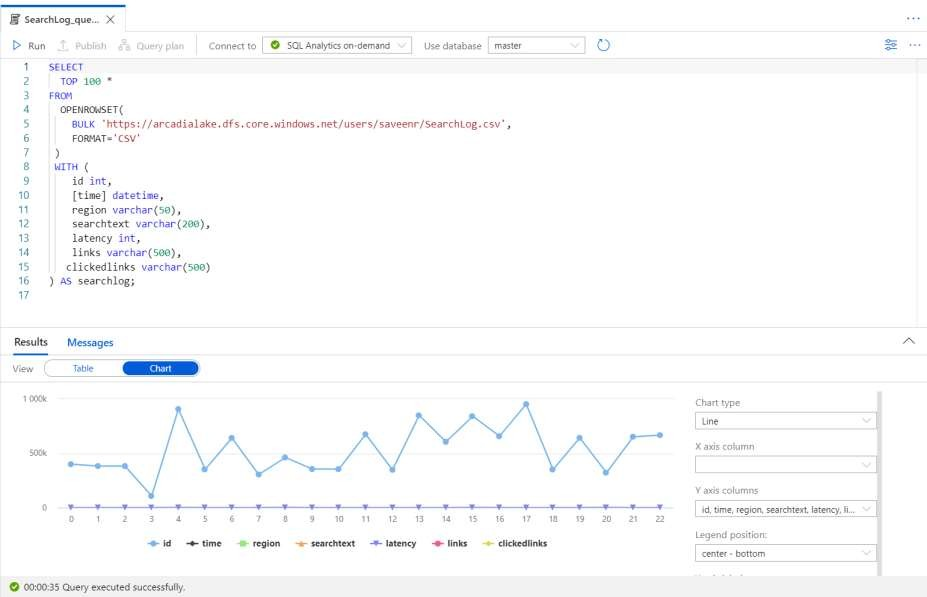 SearchLog_que...
Run Publish Query plan Connect to SQL Analytics on-demand Use database master
1 SELECT
2 TOP 100 *
3 FROM
4 OPENROWSET(
5 BULK 'https://arcadialake.dfs.core.windows.net/users/saveenr/SearchLog.csv',
6 FORMAT='CSV'
7 )
8 WITH (
9 id int,
10 [time] datetime,
11 region varchar(50),
12 searchtext varchar(200),
13 latency int,
14 links varchar(500),
15 clickedlinks varchar(500)
16 ) AS searchlog;
17
Results Messages
View Table Chart
1 000k
500k
0
0 1 2 3 4 5 6 7 8 9 10 11 12 13 14 15 16 17 18 19 20 21 22
id time region searchtext latency links clickedlinks
Chart type
Line
X axis column
Y axis columns
id, time, region, searchtext, latency, li...
Legend position:
center - bottom
00:00:35 Query executed successfully.